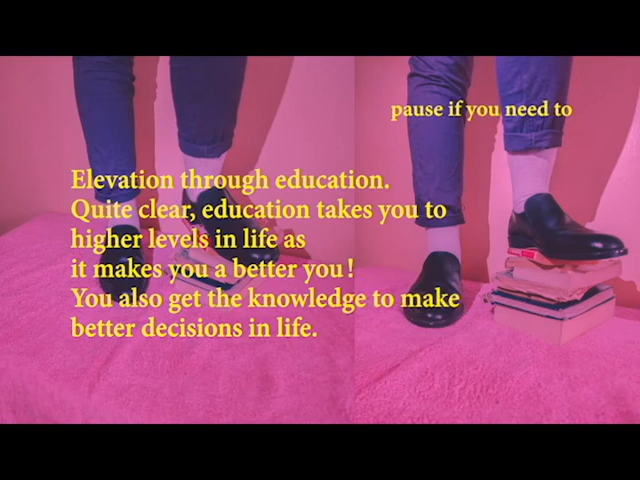 pause if you need to
Elevation through education.
Quite clear, education takes you to
higher levels in life as
it makes you a better you!
You also get the knowledge to make
better decisions in life.